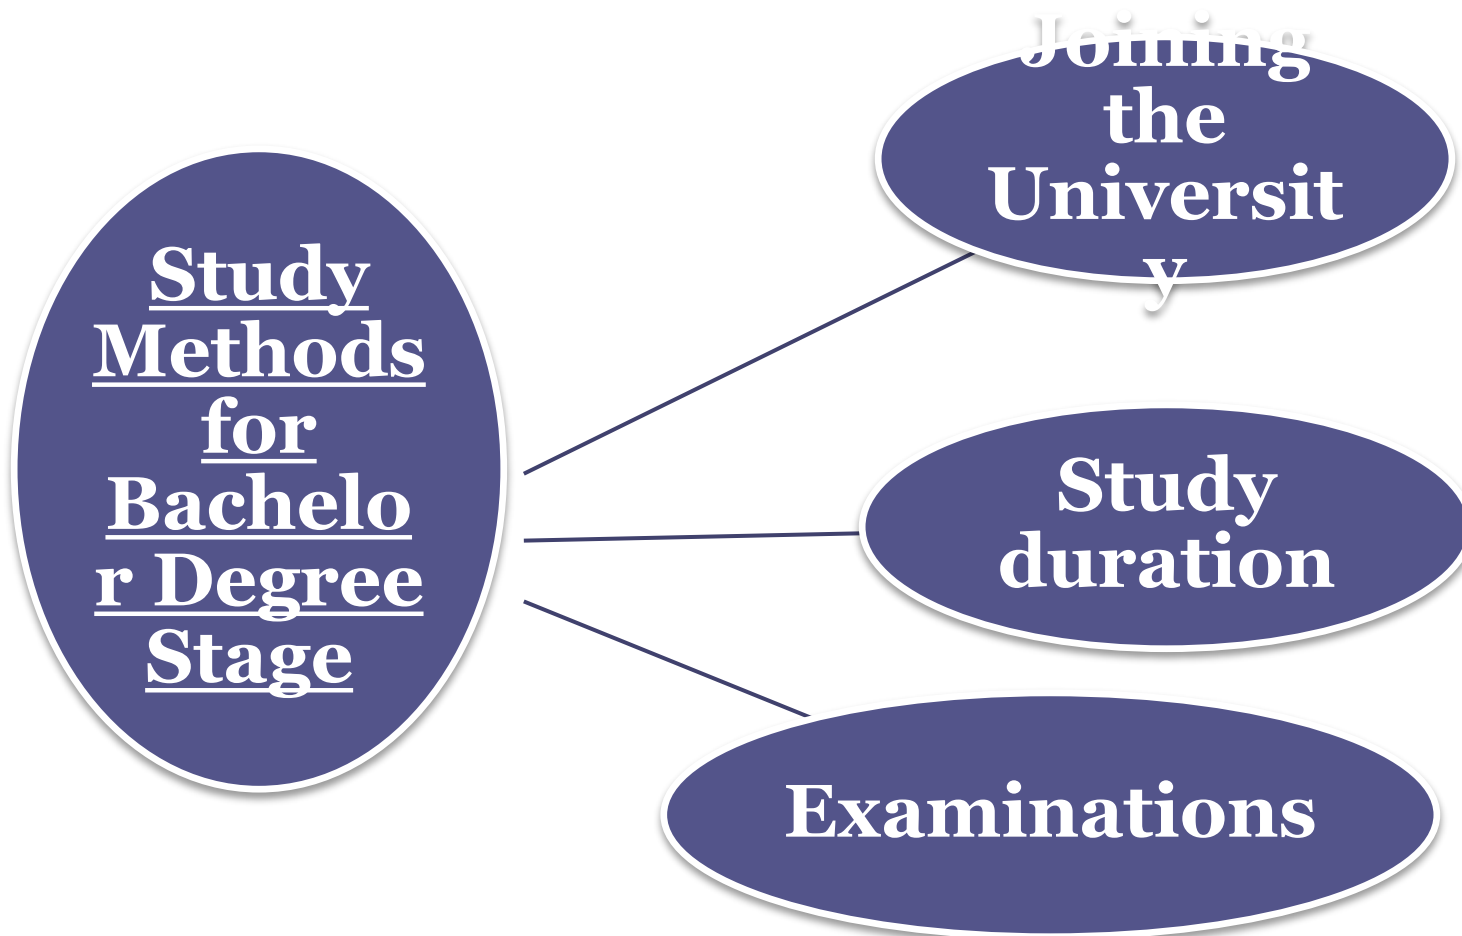 Study
Methods
for
Bachelo
r Degree
Stage
Joining
the
Universit
y
Study
duration
Examinations